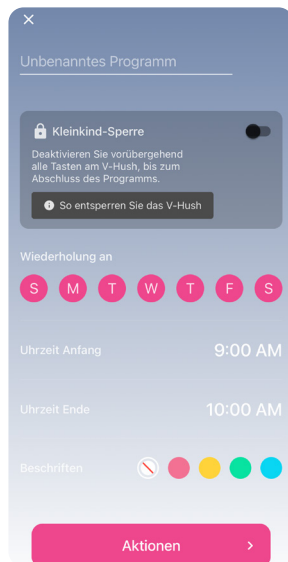 Unbenanntes Programm
Kleinkind-Sperre
Deaktivieren Sie vorübergehend
alle Tasten am V-Hush, bis zum
Abschluss des Programms.
So entsperren Sie das V-Hush
Wiederholung an
S M T W T F S
Uhrzeit Anfang 9:00 AM
Uhrzeit Ende 10:00 AM
Beschriften
Aktionen